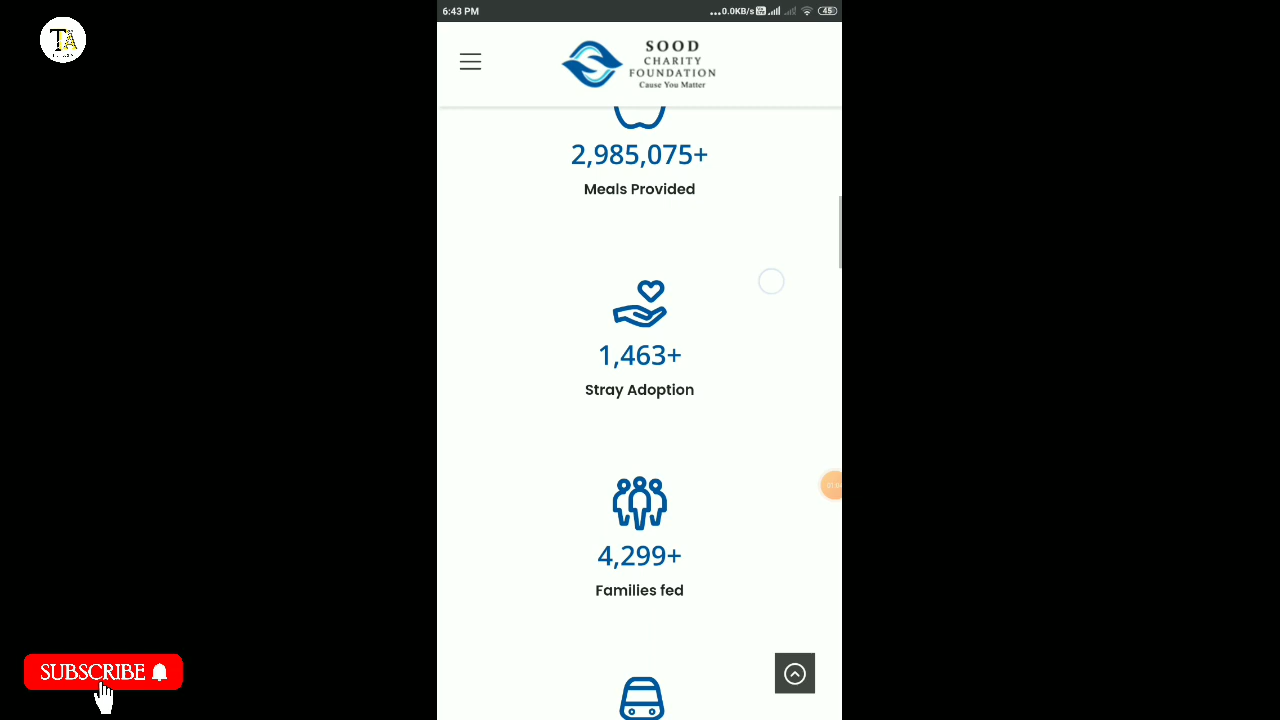 6:43 PM
...0.0KB/s
45
TA
SOOD
CHARITY
FOUNDATION
Cause You Matter
2,985,075+
Meals Provided
1,463+
Stray Adoption
4,299+
Families fed
SUBSCRIBE